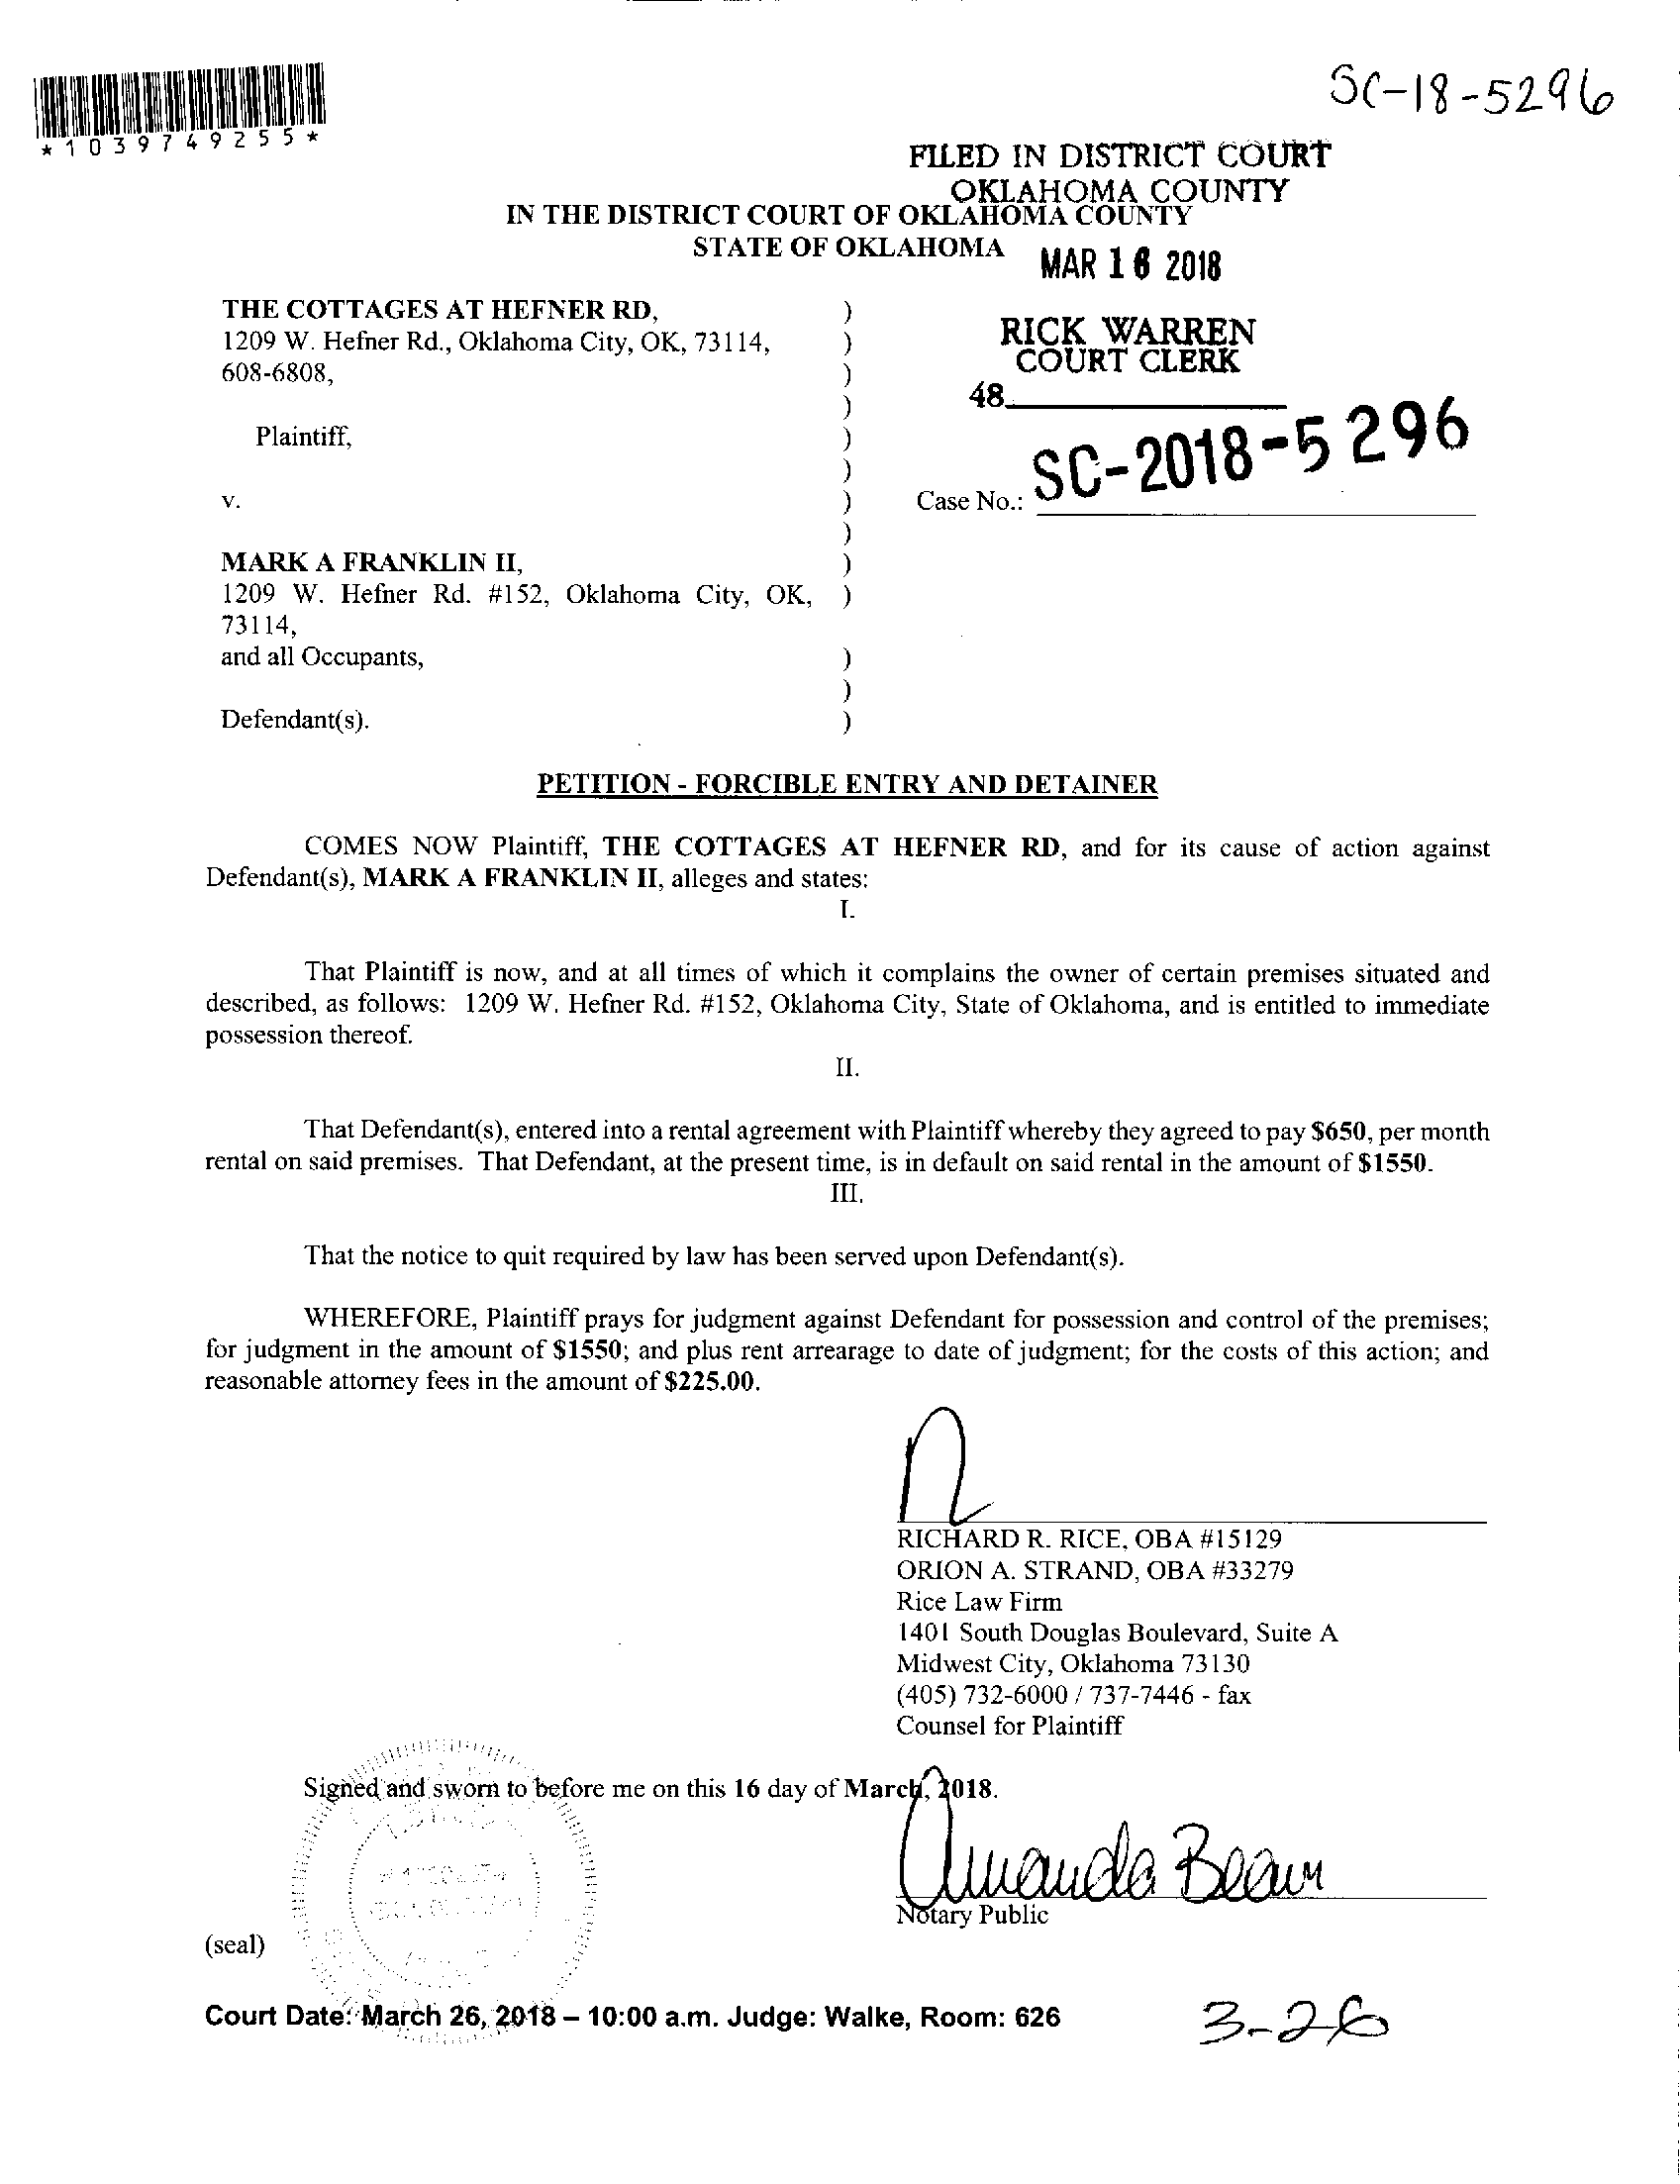 SC-18-5296
*1039749255*
FILED IN DISTRICT COURT
OKLAHOMA COUNTY
IN THE DISTRICT COURT OF OKLAHOMA COUNTY
STATE OF OKLAHOMA
MAR 16 2018
THE COTTAGES AT HEFNER RD, )
1209 W. Hefner Rd., Oklahoma City, OK, 73114, )
608-6808, )
)
Plaintiff, )
)
v. )
)
MARK A FRANKLIN II, )
1209 W. Hefner Rd. #152, Oklahoma City, OK, )
73114,
and all Occupants, )
)
Defendant(s). )
RICK WARREN
COURT CLERK
48
Case No.: SC-2018-5296
PETITION - FORCIBLE ENTRY AND DETAINER
COMES NOW Plaintiff, THE COTTAGES AT HEFNER RD, and for its cause of action against
Defendant(s), MARK A FRANKLIN II, alleges and states:
I.
That Plaintiff is now, and at all times of which it complains the owner of certain premises situated and
described, as follows: 1209 W. Hefner Rd. #152, Oklahoma City, State of Oklahoma, and is entitled to immediate
possession thereof.
II.
That Defendant(s), entered into a rental agreement with Plaintiff whereby they agreed to pay $650, per month
rental on said premises. That Defendant, at the present time, is in default on said rental in the amount of $1550.
III.
That the notice to quit required by law has been served upon Defendant(s).
WHEREFORE, Plaintiff prays for judgment against Defendant for possession and control of the premises;
for judgment in the amount of $1550; and plus rent arrearage to date of judgment; for the costs of this action; and
reasonable attorney fees in the amount of $225.00.
RICHARD R. RICE, OBA #15129
ORION A. STRAND, OBA #33279
Rice Law Firm
1401 South Douglas Boulevard, Suite A
Midwest City, Oklahoma 73130
(405) 732-6000 / 737-7446 - fax
Counsel for Plaintiff
Signed and sworn to before me on this 16 day of March, 2018.
Amanda Beam
Notary Public
(seal)
Court Date: March 26, 2018 – 10:00 a.m. Judge: Walke, Room: 626
3-26